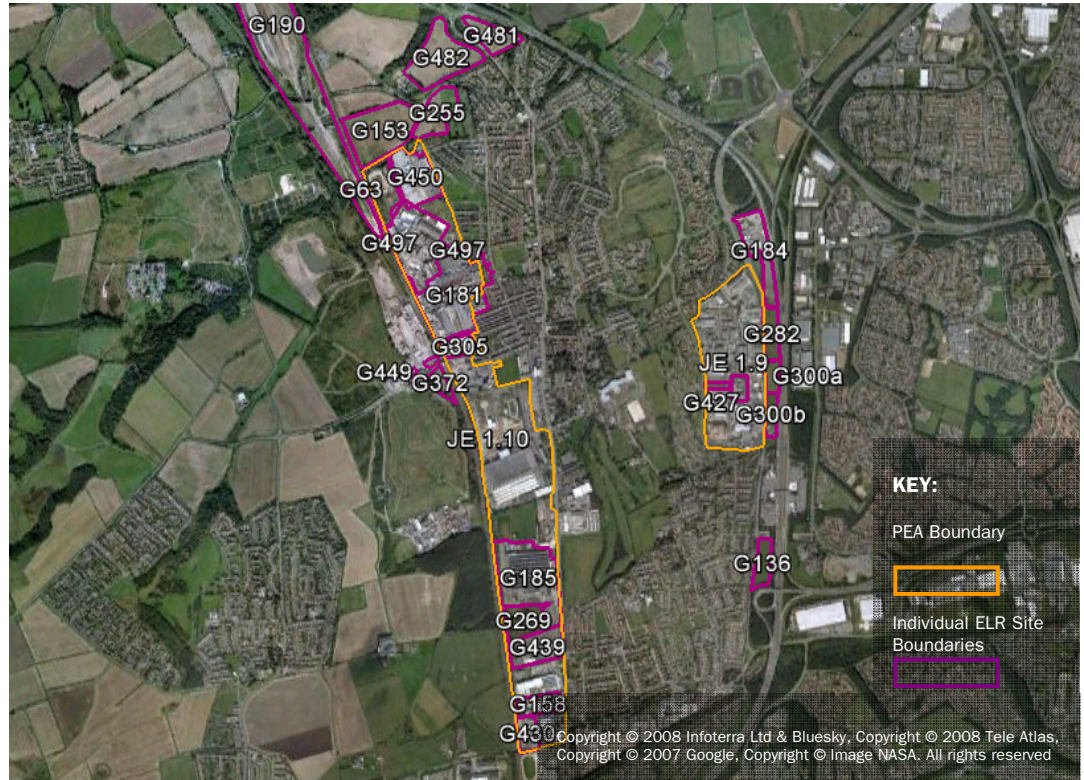 G190
G481
G482
G255
G153
G450
G63
G497
G497
G184
G181
G282
G305
JE 1.9
G449
G372
G300a
G427
G300b
JE 1.10
KEY:
PEA Boundary
G136
G185
Individual ELR Site
Boundaries
G269
G439
G158
G430
Copyright © 2008 Infoterra Ltd & Bluesky, Copyright © 2008 Tele Atlas,
Copyright © 2007 Google, Copyright © Image NASA. All rights reserved